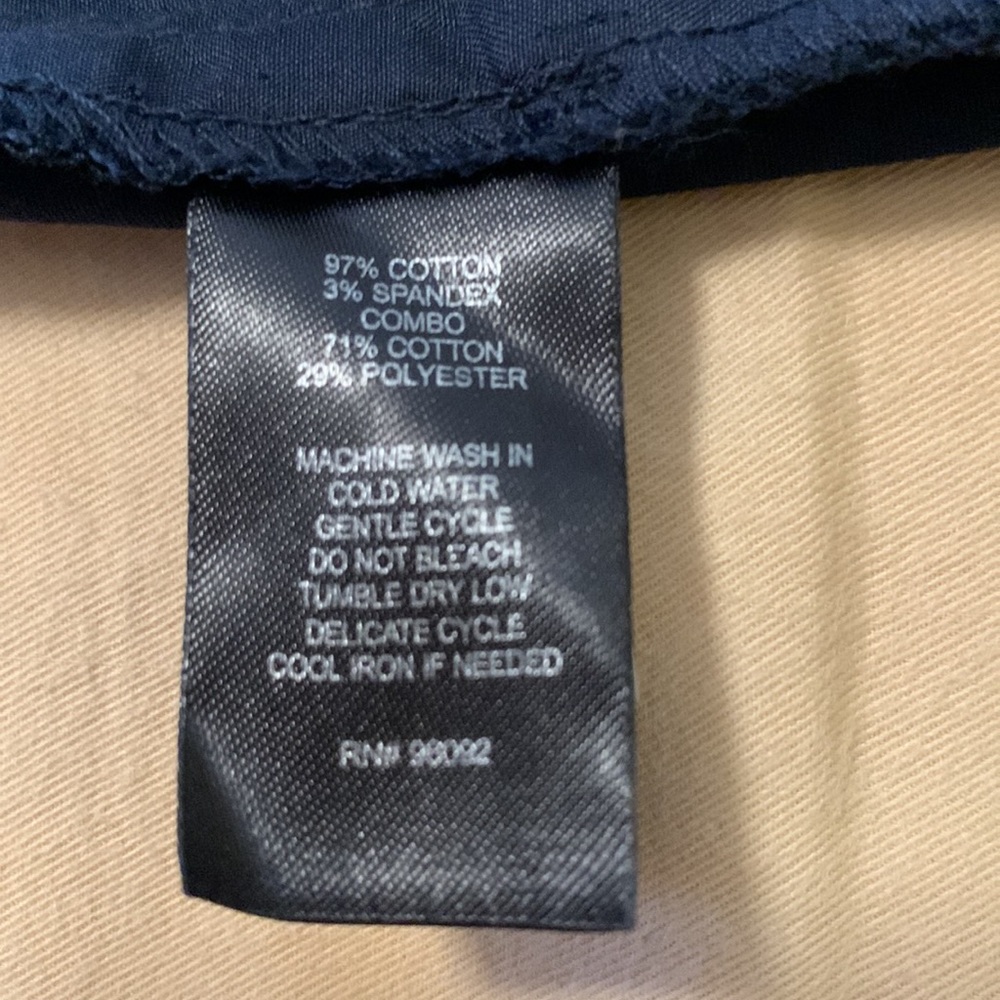 97% COTTON
3% SPANDEX
COMBO
71% COTTON
29% POLYESTER
MACHINE WASH IN
COLD WATER
GENTLE CYCLE
DO NOT BLEACH
TUMBLE DRY LOW
DELICATE CYCLE
COOL IRON IF NEEDED
RN# 96092